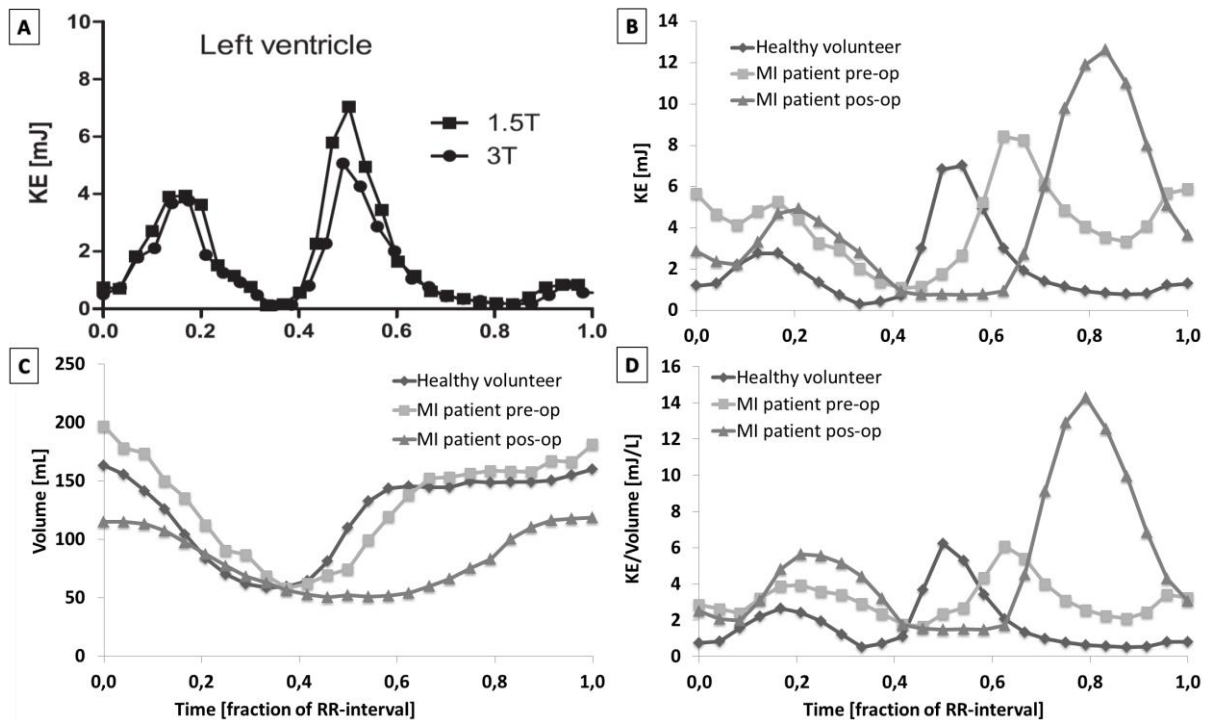 A
Left ventricle
KE [mJ]
10
8
6
4
2
0
1.5T
3T
0.0 0.2 0.4 0.6 0.8 1.0
B
KE [mJ]
14
12
10
8
6
4
2
0
Healthy volunteer
MI patient pre-op
MI patient pos-op
0,0 0,2 0,4 0,6 0,8 1,0
C
Volume [mL]
250
200
150
100
50
0
Healthy volunteer
MI patient pre-op
MI patient pos-op
0,0 0,2 0,4 0,6 0,8 1,0
Time [fraction of RR-interval]
D
KE/Volume [mJ/L]
16
14
12
10
8
6
4
2
0
Healthy volunteer
MI patient pre-op
MI patient pos-op
0,0 0,2 0,4 0,6 0,8 1,0
Time [fraction of RR-interval]